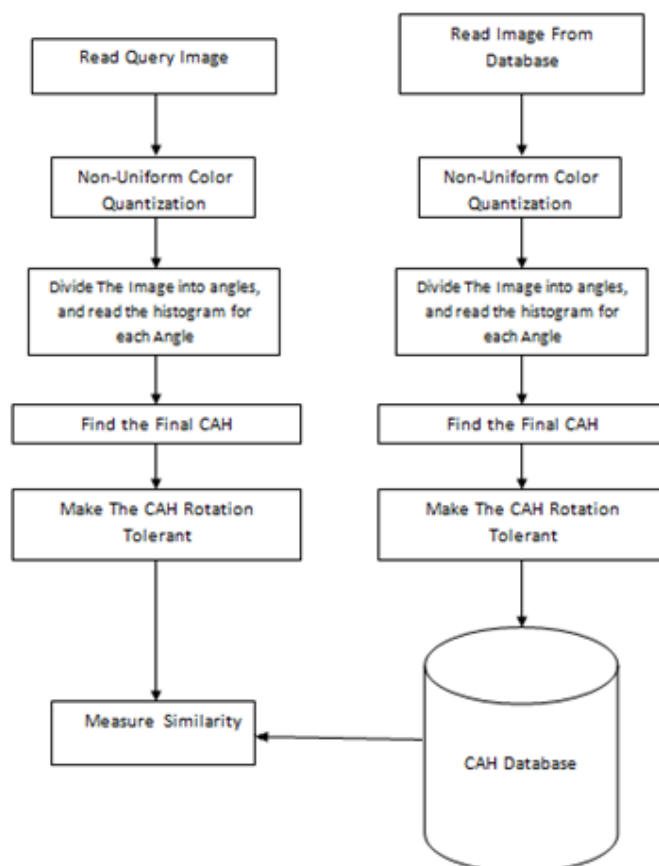 Read Query Image
Non-Uniform Color
Quantization
Divide The Image into angles,
and read the histogram for
each Angle
Find the Final CAH
Make The CAH Rotation
Tolerant
Measure Similarity
Read Image From
Database
Non-Uniform Color
Quantization
Divide The Image into angles,
and read the histogram for
each Angle
Find the Final CAH
Make The CAH Rotation
Tolerant
CAH Database